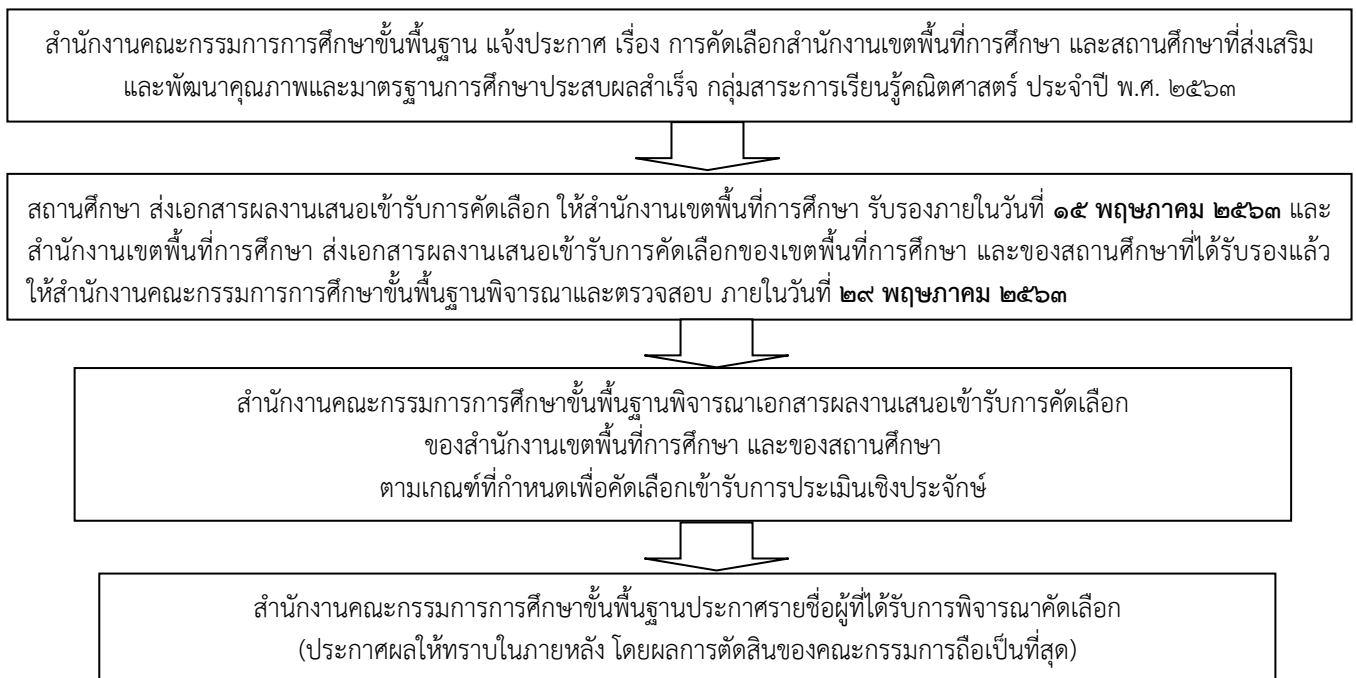 สำนักงานคณะกรรมการการศึกษาขั้นพื้นฐาน แจ้งประกาศ เรื่อง การคัดเลือกสำนักงานเขตพื้นที่การศึกษา และสถานศึกษาที่ส่งเสริม
และพัฒนาคุณภาพและมาตรฐานการศึกษาประสบผลสำเร็จ กลุ่มสาระการเรียนรู้คณิตศาสตร์ ประจำปี พ.ศ. ๒๕๖๓
สถานศึกษา ส่งเอกสารผลงานเสนอเข้ารับการคัดเลือก ให้สำนักงานเขตพื้นที่การศึกษา รับรองภายในวันที่ ๑๕ พฤษภาคม ๒๕๖๓ และ
สำนักงานเขตพื้นที่การศึกษา ส่งเอกสารผลงานเสนอเข้ารับการคัดเลือกของเขตพื้นที่การศึกษา และของสถานศึกษาที่ได้รับรองแล้ว
ให้สำนักงานคณะกรรมการการศึกษาขั้นพื้นฐานพิจารณาและตรวจสอบ ภายในวันที่ ๒๙ พฤษภาคม ๒๕๖๓
สำนักงานคณะกรรมการการศึกษาขั้นพื้นฐานพิจารณาเอกสารผลงานเสนอเข้ารับการคัดเลือก
ของสำนักงานเขตพื้นที่การศึกษา และของสถานศึกษา
ตามเกณฑ์ที่กำหนดเพื่อคัดเลือกเข้ารับการประเมินเชิงประจักษ์
สำนักงานคณะกรรมการการศึกษาขั้นพื้นฐานประกาศรายชื่อผู้ที่ได้รับการพิจารณาคัดเลือก
(ประกาศผลให้ทราบในภายหลัง โดยผลการตัดสินของคณะกรรมการถือเป็นที่สุด)